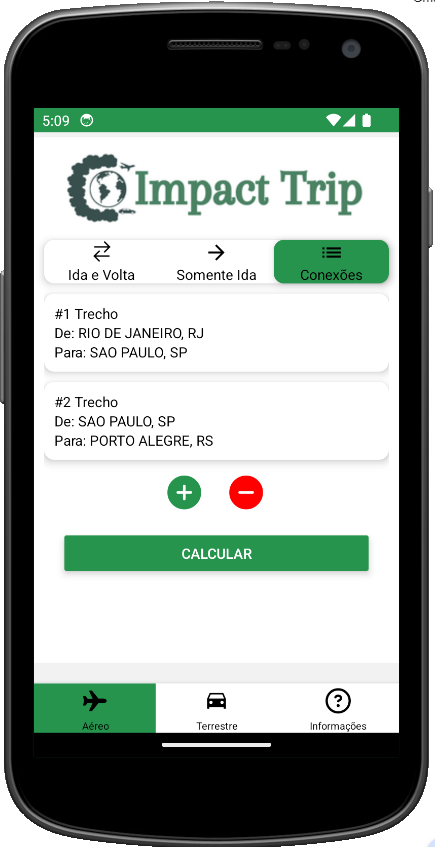 5:09
Impact Trip
Ida e Volta
Somente Ida
Conexões
#1 Trecho
De: RIO DE JANEIRO, RJ
Para: SAO PAULO, SP
#2 Trecho
De: SAO PAULO, SP
Para: PORTO ALEGRE, RS
CALCULAR
Aéreo
Terrestre
Informações